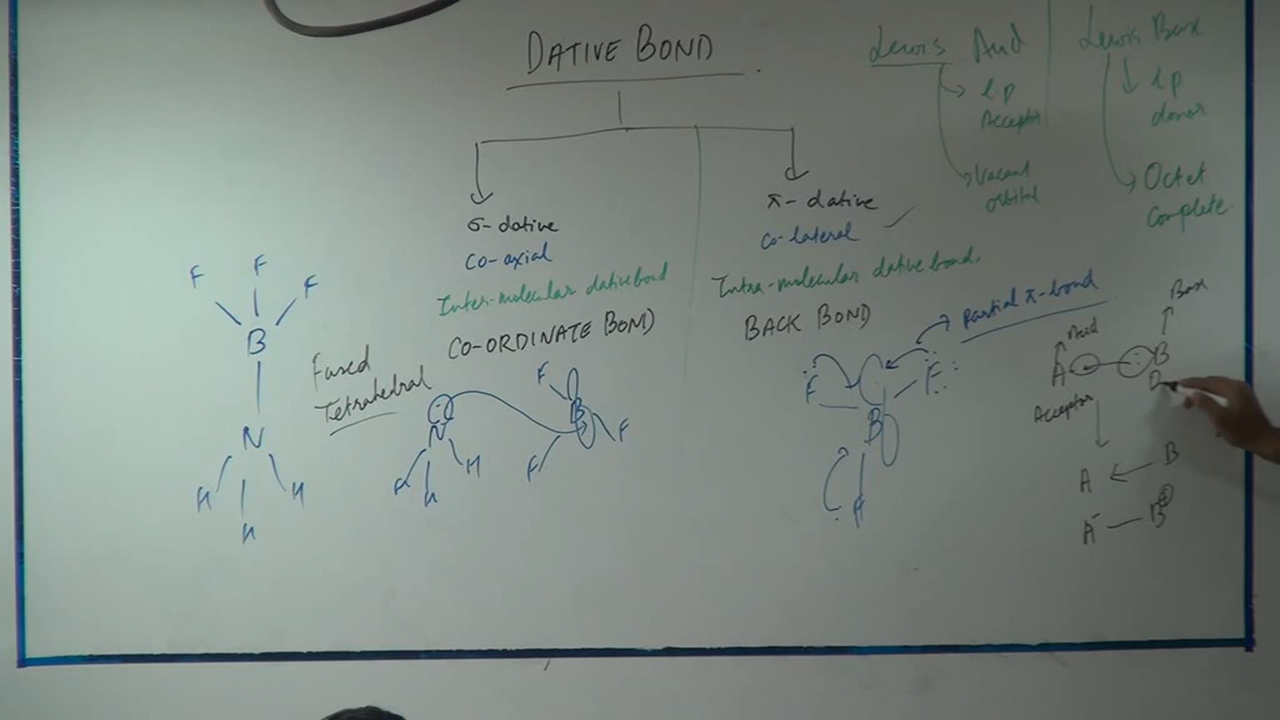 DATIVE BOND
Lewis Acid
lp
Acceptor
Vacant
orbital
Lewis Base
lp
donor
Octet
Complete
σ-dative
Co-axial
Inter-molecular dative bond
CO-ORDINATE BOND
π-dative
Co-lateral
Intra-molecular dative bond
BACK BOND
Partial π-bond
F F F
B
N
H H H
Fused
Tetrahedral
N
H H
F
B
F F
F F
B
Acid
Base
A B
Acceptor
A B
A⁻ B⊕